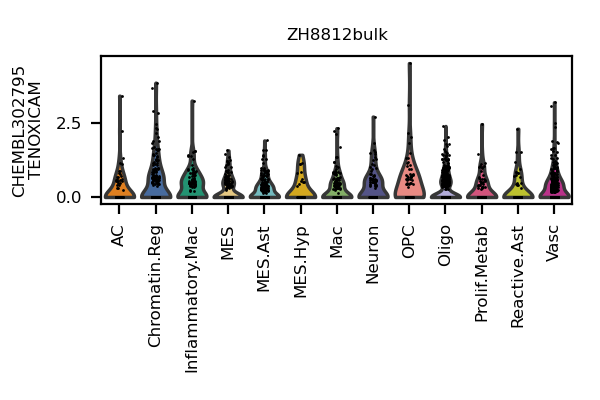 ZH8812bulk
CHEMBL302795
TENOXICAM
2.5
0.0
AC
Chromatin.Reg
Inflammatory.Mac
MES
MES.Ast
MES.Hyp
Mac
Neuron
OPC
Oligo
Prolif.Metab
Reactive.Ast
Vasc